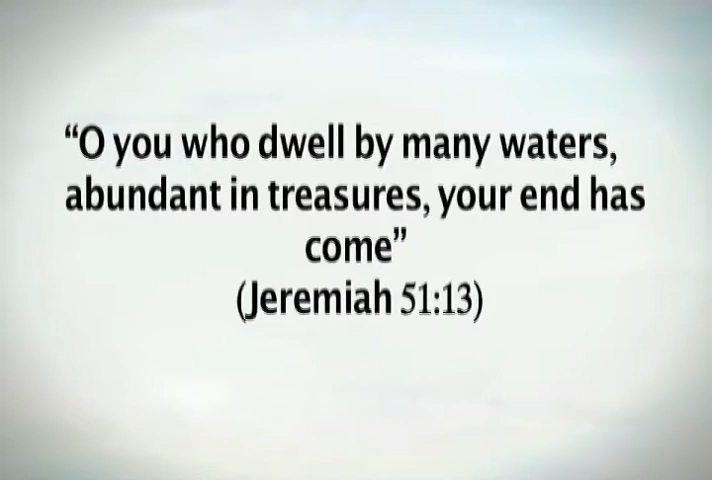 “O you who dwell by many waters,
abundant in treasures, your end has
come”
(Jeremiah 51:13)